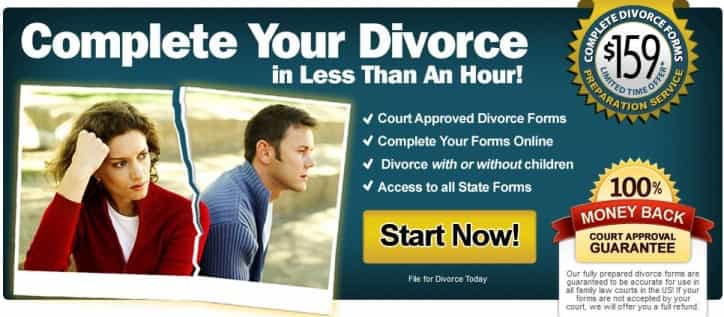 Complete Your Divorce
in Less Than An Hour!
COMPLETE DIVORCE FORMS
$159
LIMITED TIME OFFER*
PREPARATION SERVICE
Court Approved Divorce Forms
Complete Your Forms Online
Divorce with or without children
Access to all State Forms
Start Now!
File for Divorce Today
100%
MONEY BACK
COURT APPROVAL
GUARANTEE
Our fully prepared divorce forms are
guaranteed to be accurate for use in
all family law courts in the US! If your
forms are not accepted by your
court, we will offer you a full refund.